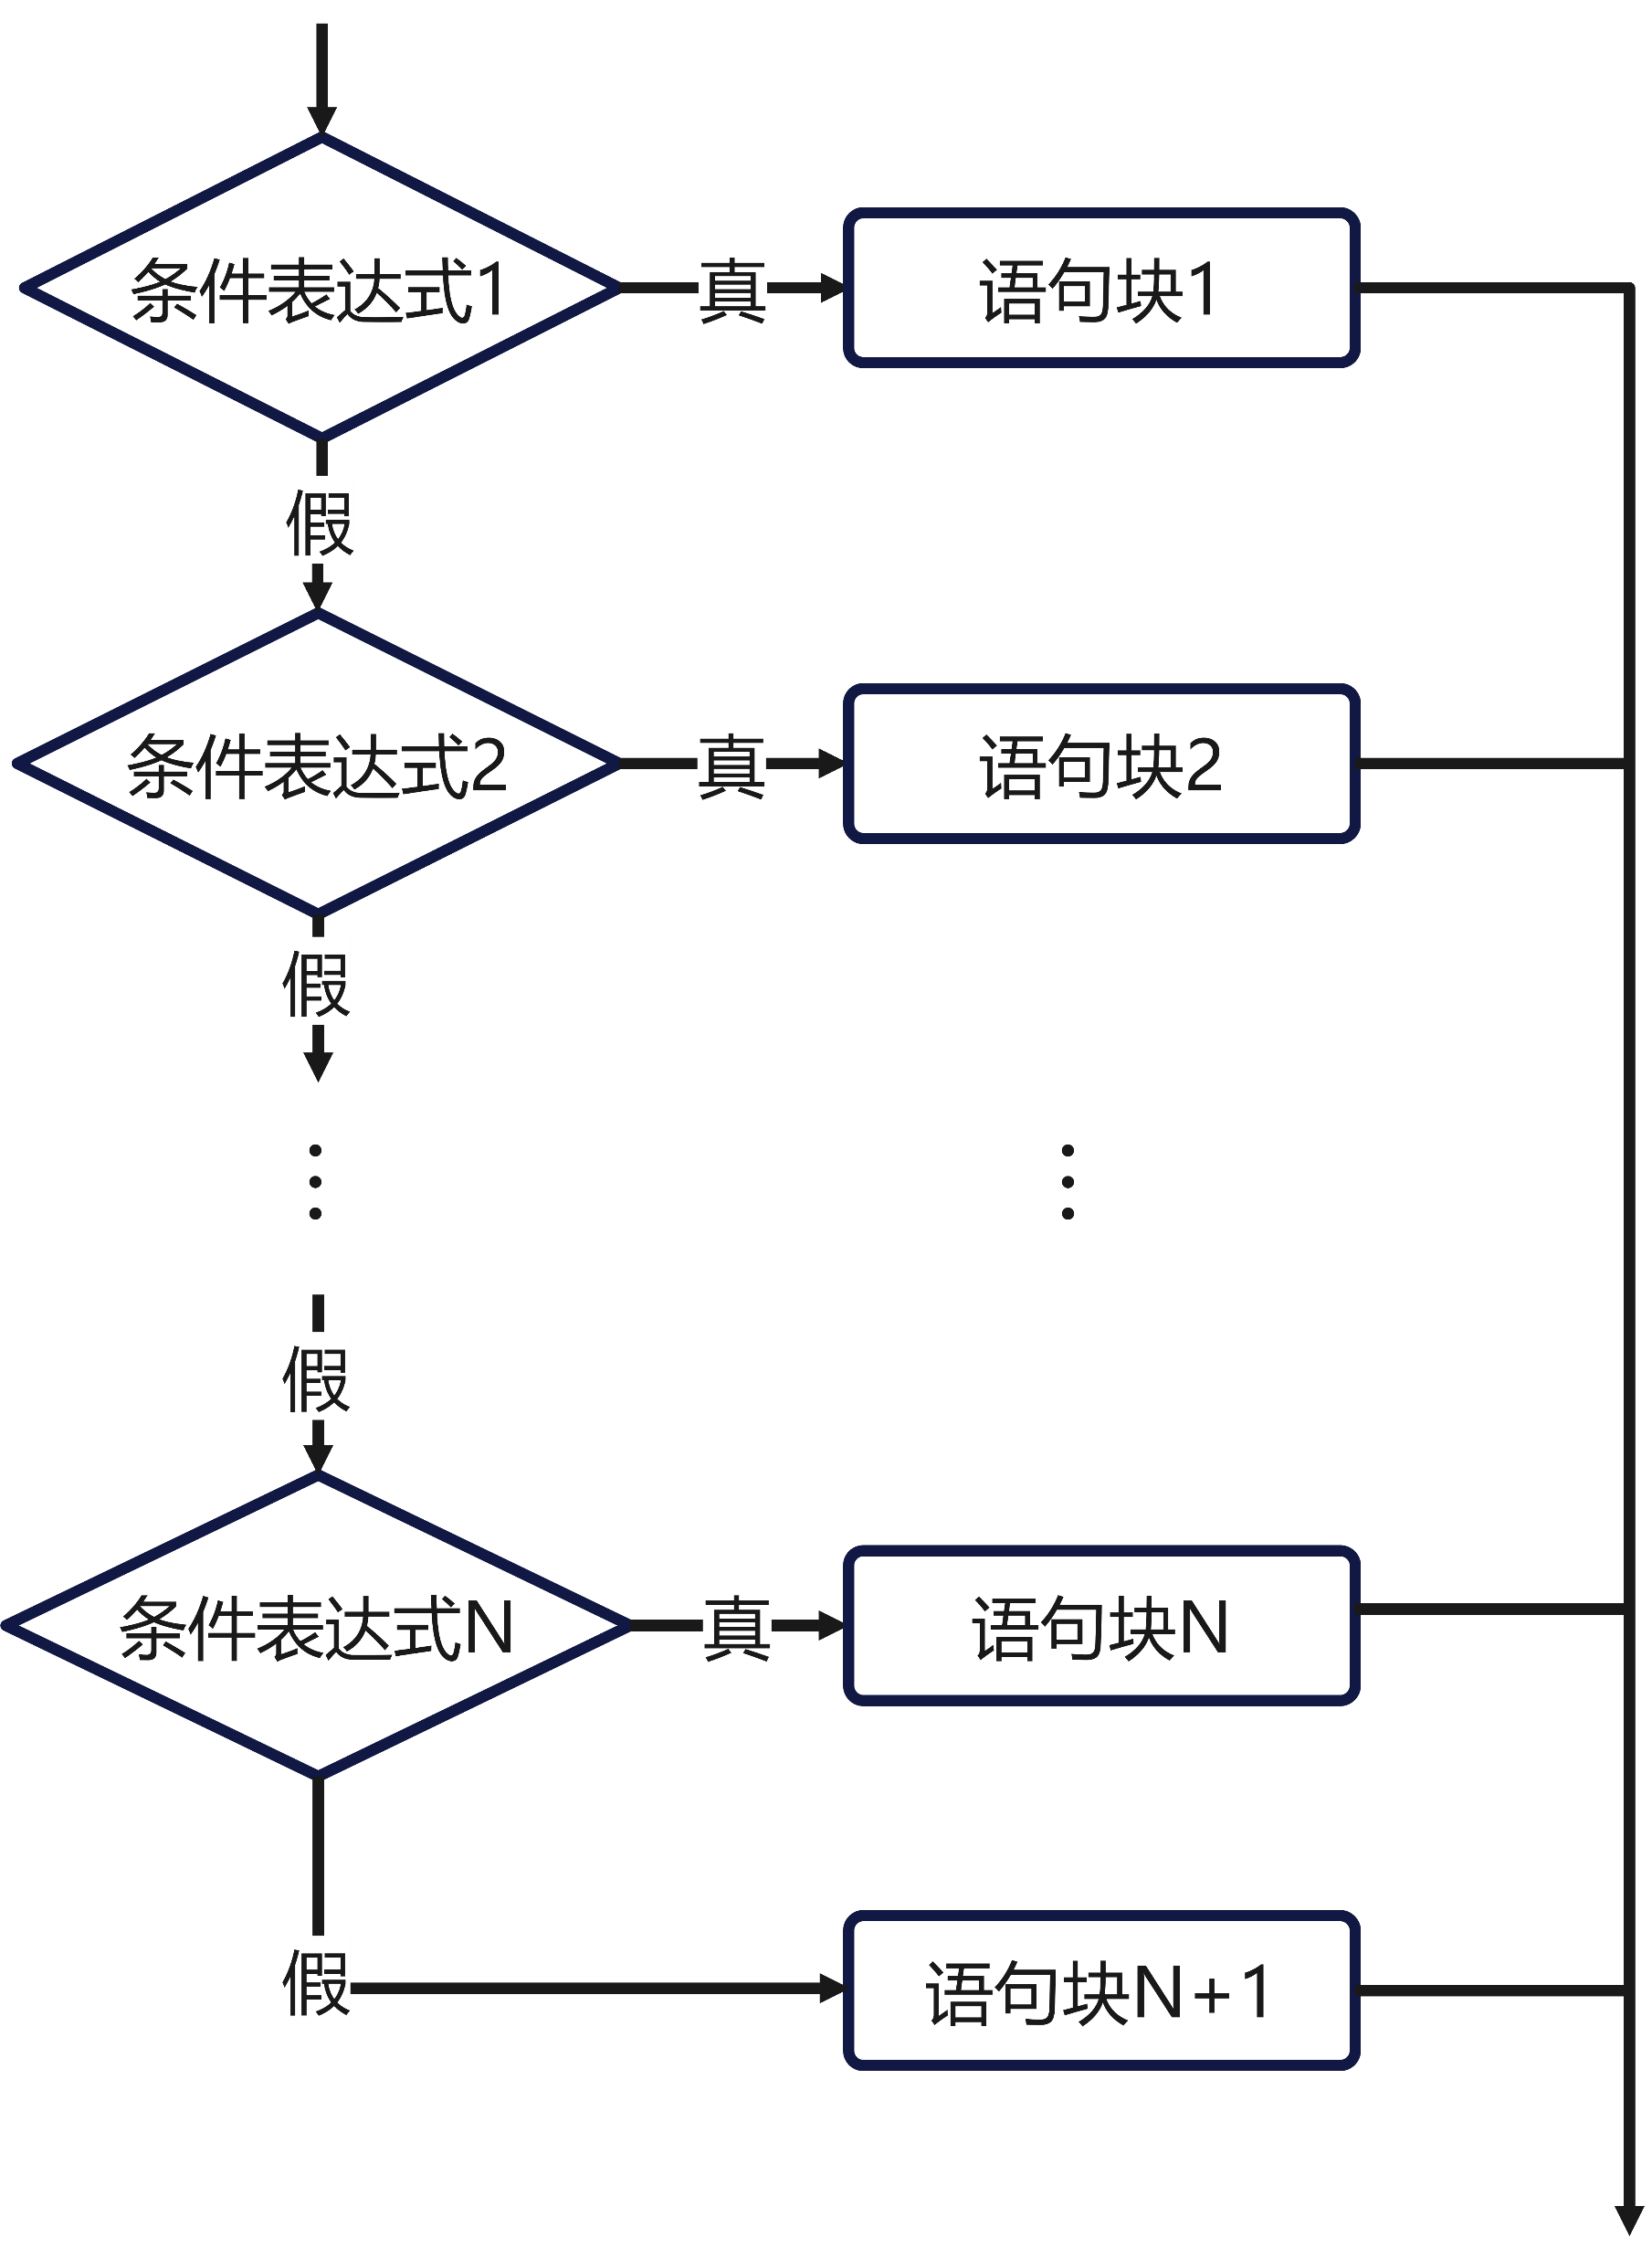 条件表达式1
真
语句块1
假
条件表达式2
真
语句块2
假
假
条件表达式N
真
语句块N
假
语句块N+1